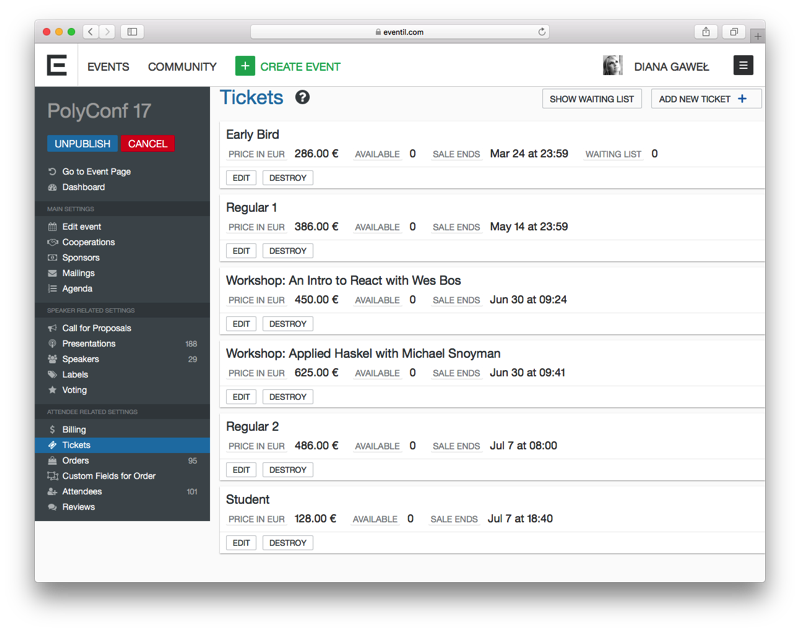 eventil.com
EVENTS COMMUNITY + CREATE EVENT DIANA GAWEŁ
PolyConf 17
UNPUBLISH CANCEL
Go to Event Page
Dashboard
MAIN SETTINGS
Edit event
Cooperations
Sponsors
Mailings
Agenda
SPEAKER RELATED SETTINGS
Call for Proposals
Presentations 188
Speakers 29
Labels
Voting
ATTENDEE RELATED SETTINGS
$ Billing
Tickets
Orders 95
Custom Fields for Order
Attendees 101
Reviews
Tickets ?
SHOW WAITING LIST ADD NEW TICKET +
Early Bird
PRICE IN EUR 286.00 € AVAILABLE 0 SALE ENDS Mar 24 at 23:59 WAITING LIST 0
EDIT DESTROY
Regular 1
PRICE IN EUR 386.00 € AVAILABLE 0 SALE ENDS May 14 at 23:59
EDIT DESTROY
Workshop: An Intro to React with Wes Bos
PRICE IN EUR 450.00 € AVAILABLE 0 SALE ENDS Jun 30 at 09:24
EDIT DESTROY
Workshop: Applied Haskel with Michael Snoyman
PRICE IN EUR 625.00 € AVAILABLE 0 SALE ENDS Jun 30 at 09:41
EDIT DESTROY
Regular 2
PRICE IN EUR 486.00 € AVAILABLE 0 SALE ENDS Jul 7 at 08:00
EDIT DESTROY
Student
PRICE IN EUR 128.00 € AVAILABLE 0 SALE ENDS Jul 7 at 18:40
EDIT DESTROY